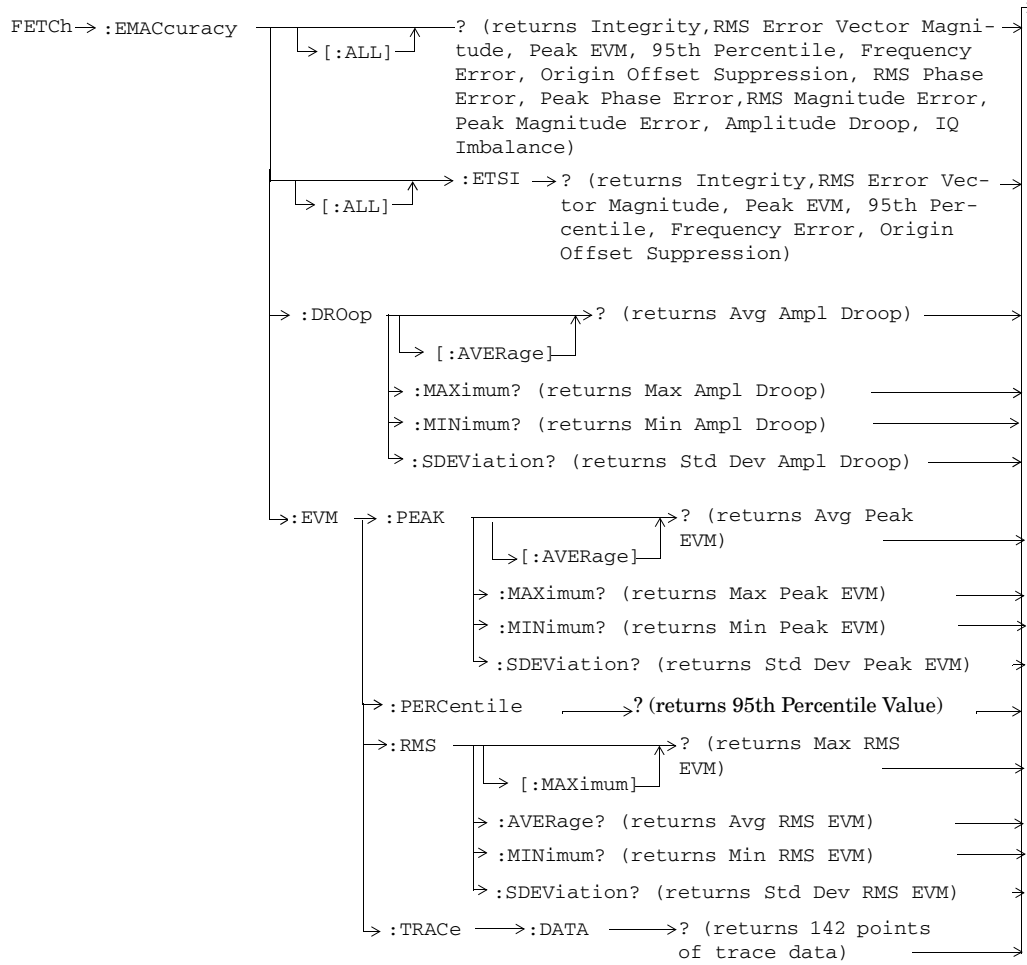 FETCh :EMACcuracy ? (returns Integrity,RMS Error Vector Magni-
[:ALL] tude, Peak EVM, 95th Percentile, Frequency
Error, Origin Offset Suppression, RMS Phase
Error, Peak Phase Error,RMS Magnitude Error,
Peak Magnitude Error, Amplitude Droop, IQ
Imbalance)
:ETSI ? (returns Integrity,RMS Error Vec-
[:ALL] tor Magnitude, Peak EVM, 95th Per-
centile, Frequency Error, Origin
Offset Suppression)
:DROop ? (returns Avg Ampl Droop)
[:AVERage]
:MAXimum? (returns Max Ampl Droop)
:MINimum? (returns Min Ampl Droop)
:SDEViation? (returns Std Dev Ampl Droop)
:EVM :PEAK ? (returns Avg Peak
EVM)
[:AVERage]
:MAXimum? (returns Max Peak EVM)
:MINimum? (returns Min Peak EVM)
:SDEViation? (returns Std Dev Peak EVM)
:PERCentile ? (returns 95th Percentile Value)
:RMS ? (returns Max RMS
EVM)
[:MAXimum]
:AVERage? (returns Avg RMS EVM)
:MINimum? (returns Min RMS EVM)
:SDEViation? (returns Std Dev RMS EVM)
:TRACe :DATA ? (returns 142 points
of trace data)